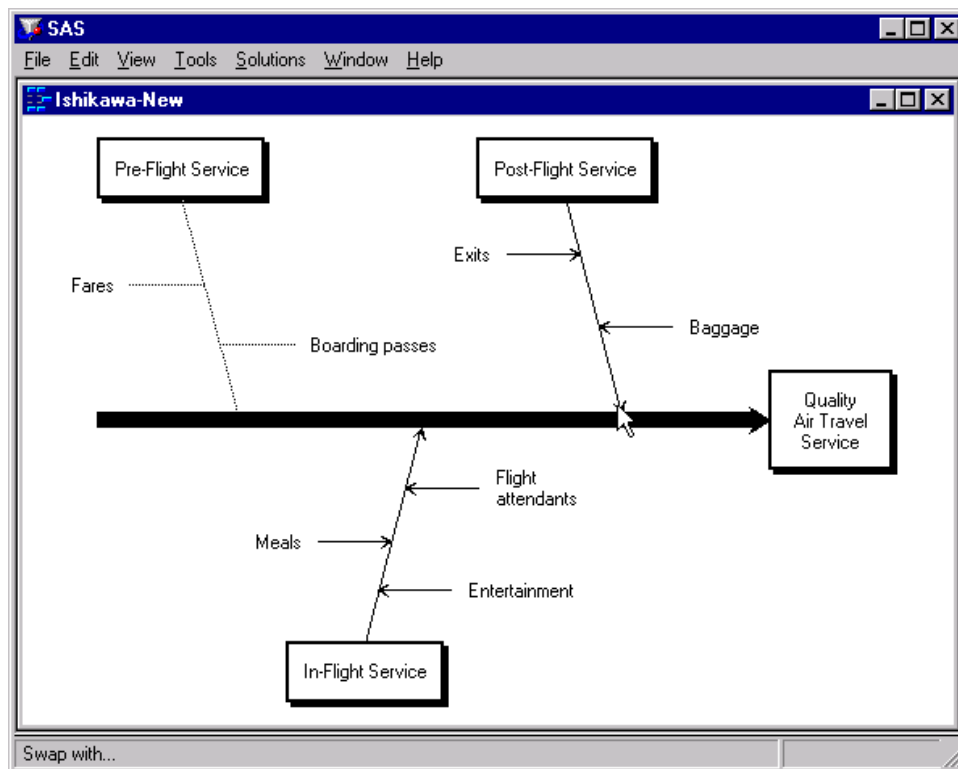 SAS
File Edit View Tools Solutions Window Help
Ishikawa-New
Pre-Flight Service
Post-Flight Service
Exits
Fares
Baggage
Boarding passes
Quality
Air Travel
Service
Flight
attendants
Meals
Entertainment
In-Flight Service
Swap with...